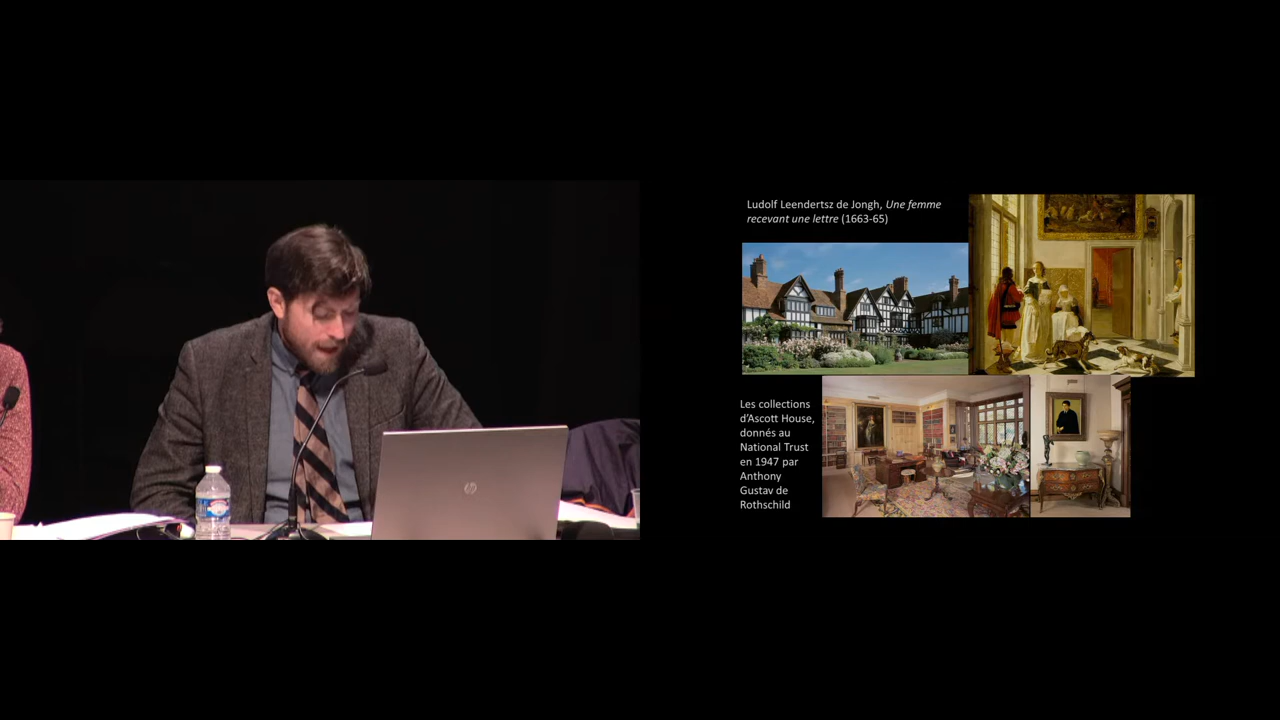 Ludolf Leendertsz de Jongh, Une femme
recevant une lettre (1663-65)
Les collections
d'Ascott House,
donnés au
National Trust
en 1947 par
Anthony
Gustav de
Rothschild
hp